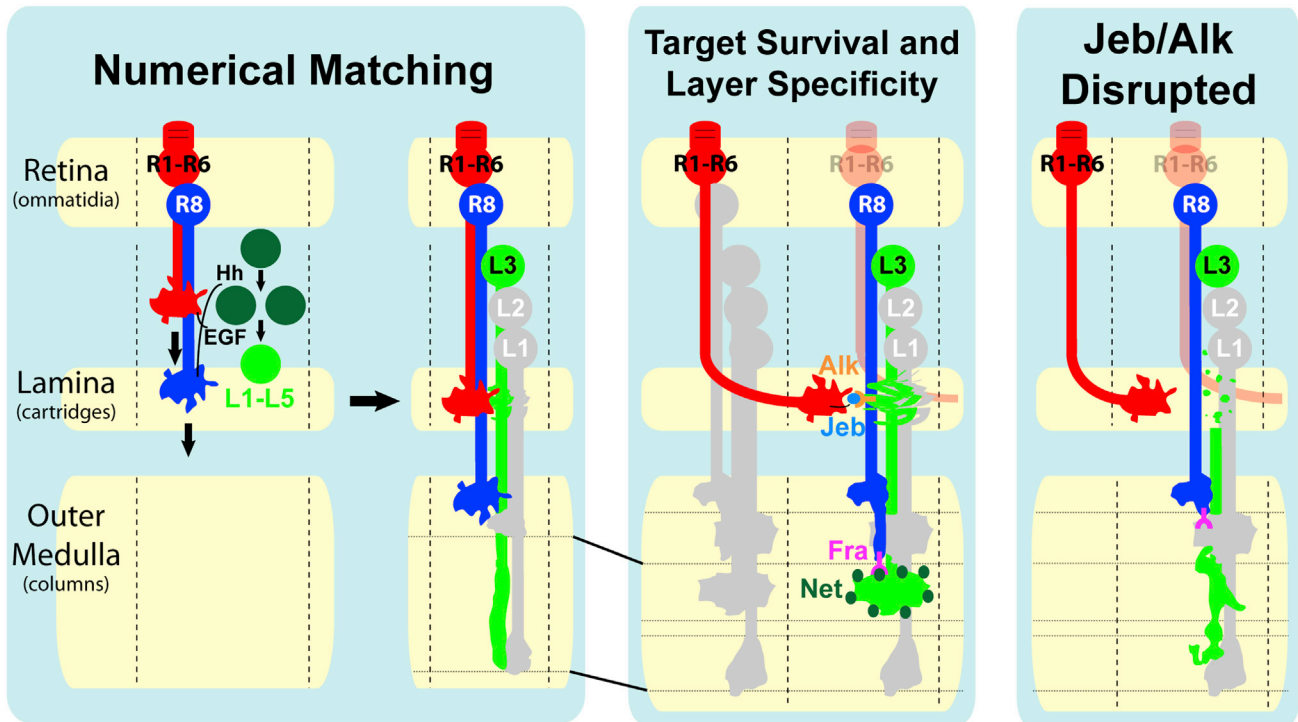 Numerical Matching
Retina
(ommatidia)
R1-R6
R8
Hh
EGF
L1-L5
Lamina
(cartridges)
Outer
Medulla
(columns)
R1-R6
R8
L3
L2
L1
Target Survival and
Layer Specificity
R1-R6
R1-R6
R8
L3
L2
L1
Alk
Jeb
Fra
Net
Jeb/Alk
Disrupted
R1-R6
R1-R6
R8
L3
L2
L1